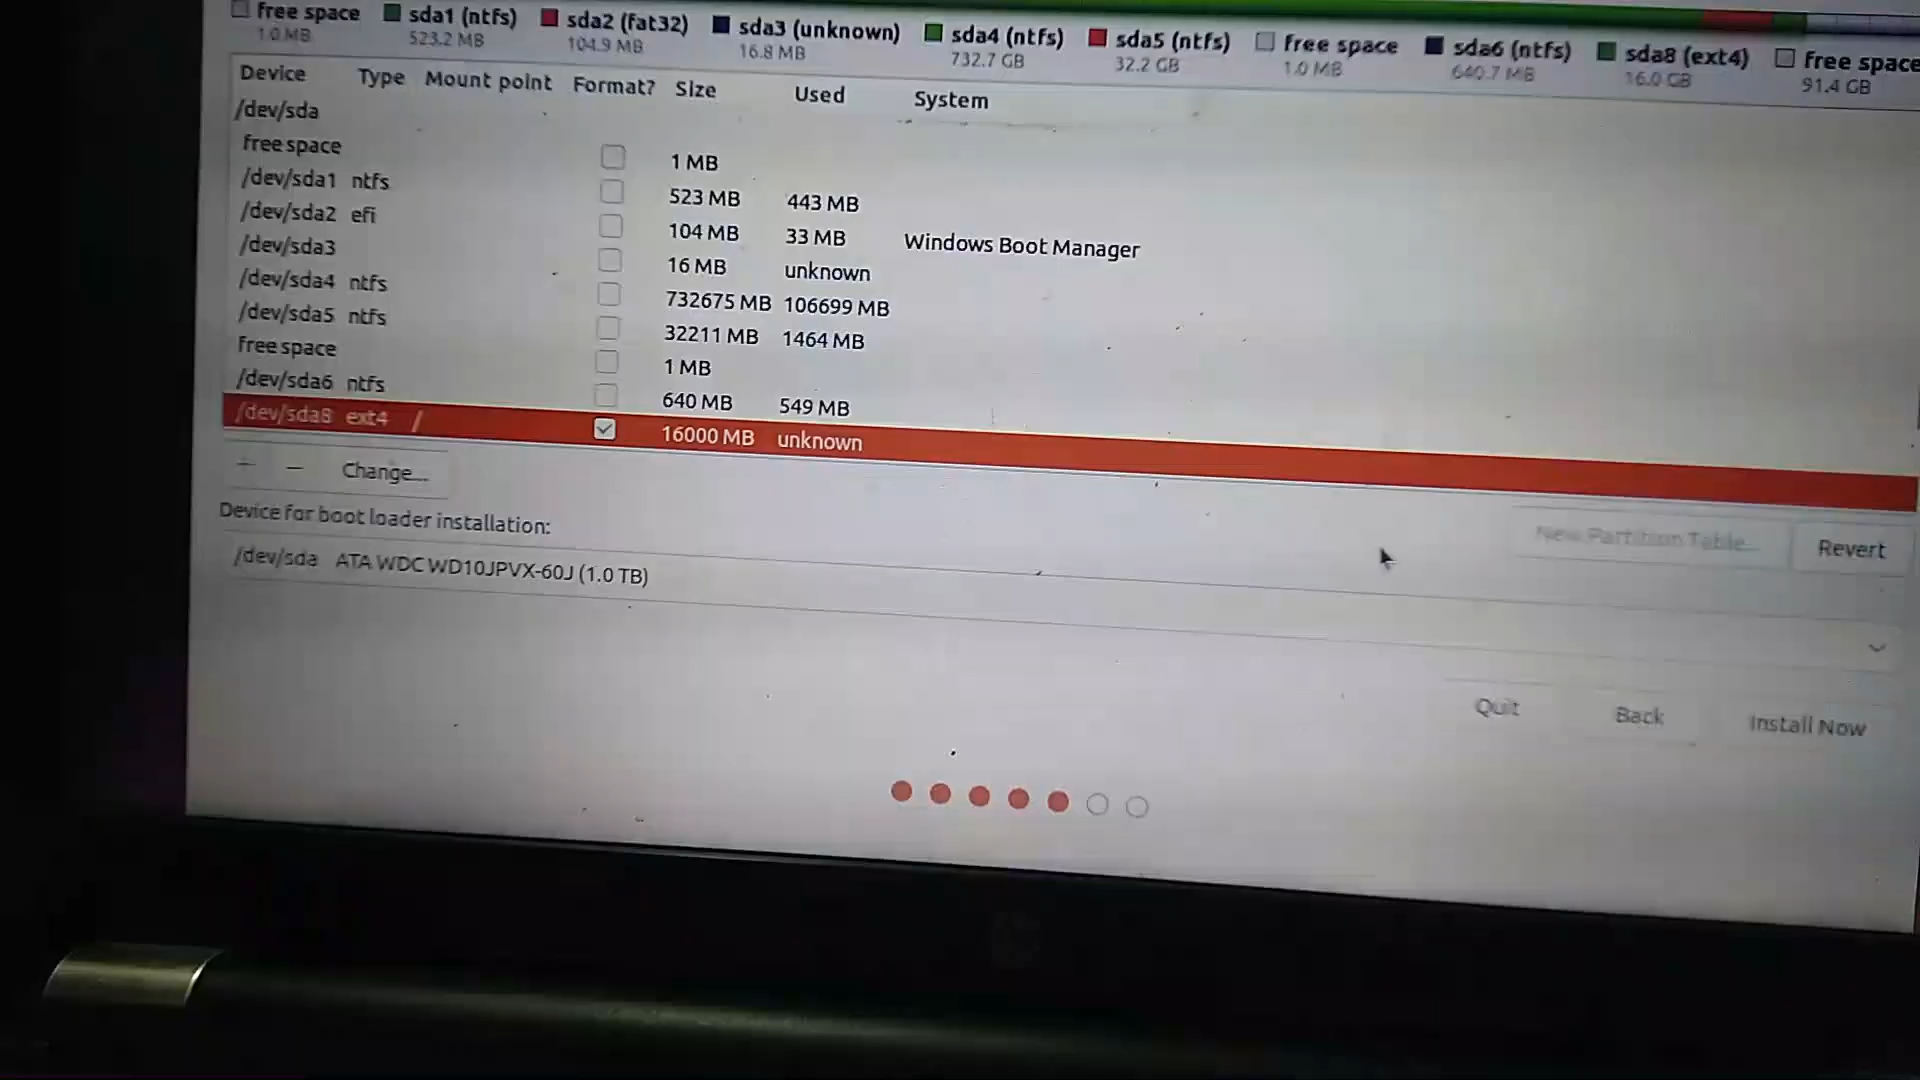 free space sda1 (ntfs) sda2 (fat32) sda3 (unknown) sda4 (ntfs) sda5 (ntfs) free space sda6 (ntfs) sda8 (ext4) free space
1.0 MB 523.2 MB 104.9 MB 16.8 MB 732.7 GB 32.2 GB 1.0 MB 640.7 MB 16.0 GB 91.4 GB
Device Type Mount point Format? Size Used System
/dev/sda
free space 1 MB
/dev/sda1 ntfs 523 MB 443 MB
/dev/sda2 efi 104 MB 33 MB Windows Boot Manager
/dev/sda3 16 MB unknown
/dev/sda4 ntfs 732675 MB 106699 MB
/dev/sda5 ntfs 32211 MB 1464 MB
free space 1 MB
/dev/sda6 ntfs 640 MB 549 MB
/dev/sda8 ext4 / 16000 MB unknown
+ − Change...
New Partition Table... Revert
Device for boot loader installation:
/dev/sda ATA WDC WD10JPVX-60J (1.0 TB)
Quit Back Install Now